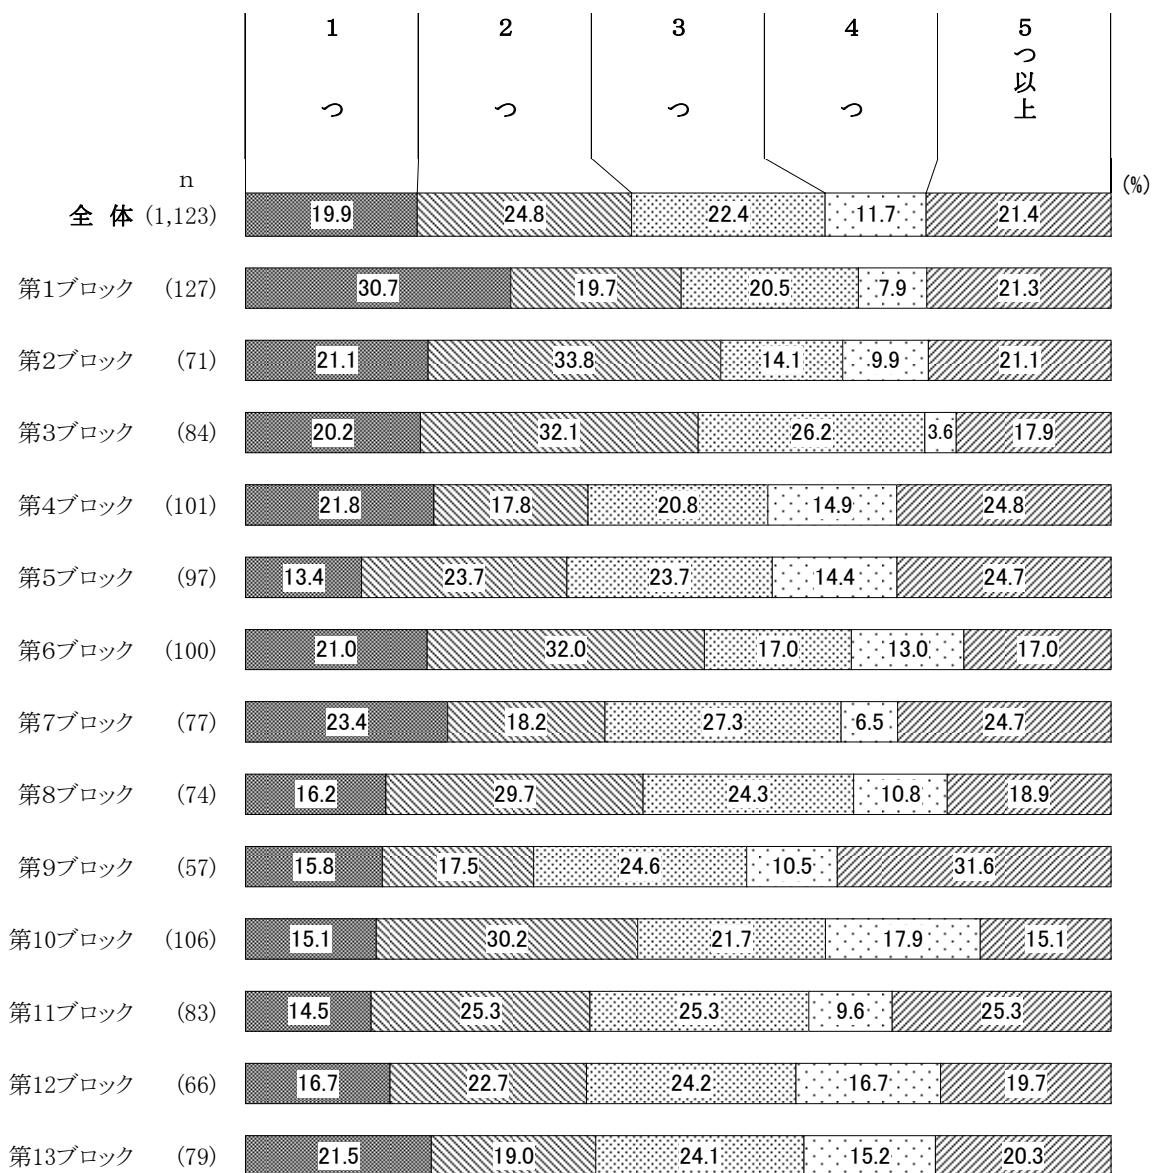 1つ 2つ 3つ 4つ 5つ以上
n
(%)
全体 (1,123) 19.9 24.8 22.4 11.7 21.4
第1ブロック (127) 30.7 19.7 20.5 7.9 21.3
第2ブロック (71) 21.1 33.8 14.1 9.9 21.1
第3ブロック (84) 20.2 32.1 26.2 3.6 17.9
第4ブロック (101) 21.8 17.8 20.8 14.9 24.8
第5ブロック (97) 13.4 23.7 23.7 14.4 24.7
第6ブロック (100) 21.0 32.0 17.0 13.0 17.0
第7ブロック (77) 23.4 18.2 27.3 6.5 24.7
第8ブロック (74) 16.2 29.7 24.3 10.8 18.9
第9ブロック (57) 15.8 17.5 24.6 10.5 31.6
第10ブロック (106) 15.1 30.2 21.7 17.9 15.1
第11ブロック (83) 14.5 25.3 25.3 9.6 25.3
第12ブロック (66) 16.7 22.7 24.2 16.7 19.7
第13ブロック (79) 21.5 19.0 24.1 15.2 20.3